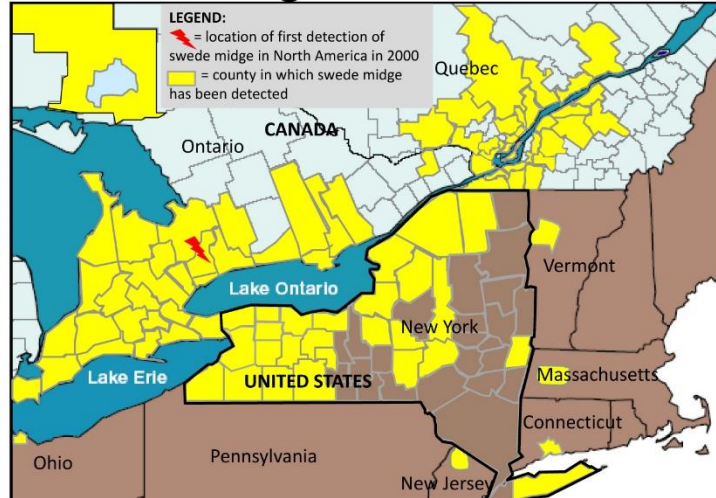 LEGEND:
= location of first detection of
swede midge in North America in 2000
= county in which swede midge
has been detected
Quebec
CANADA
Ontario
Lake Ontario
Vermont
New York
Lake Erie
UNITED STATES
Massachusetts
Connecticut
Ohio
Pennsylvania
New Jersey